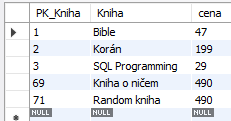 PK_Kniha Kniha cena
1 Bible 47
2 Korán 199
3 SQL Programming 29
69 Kniha o ničem 490
71 Random kniha 490
NULL NULL NULL